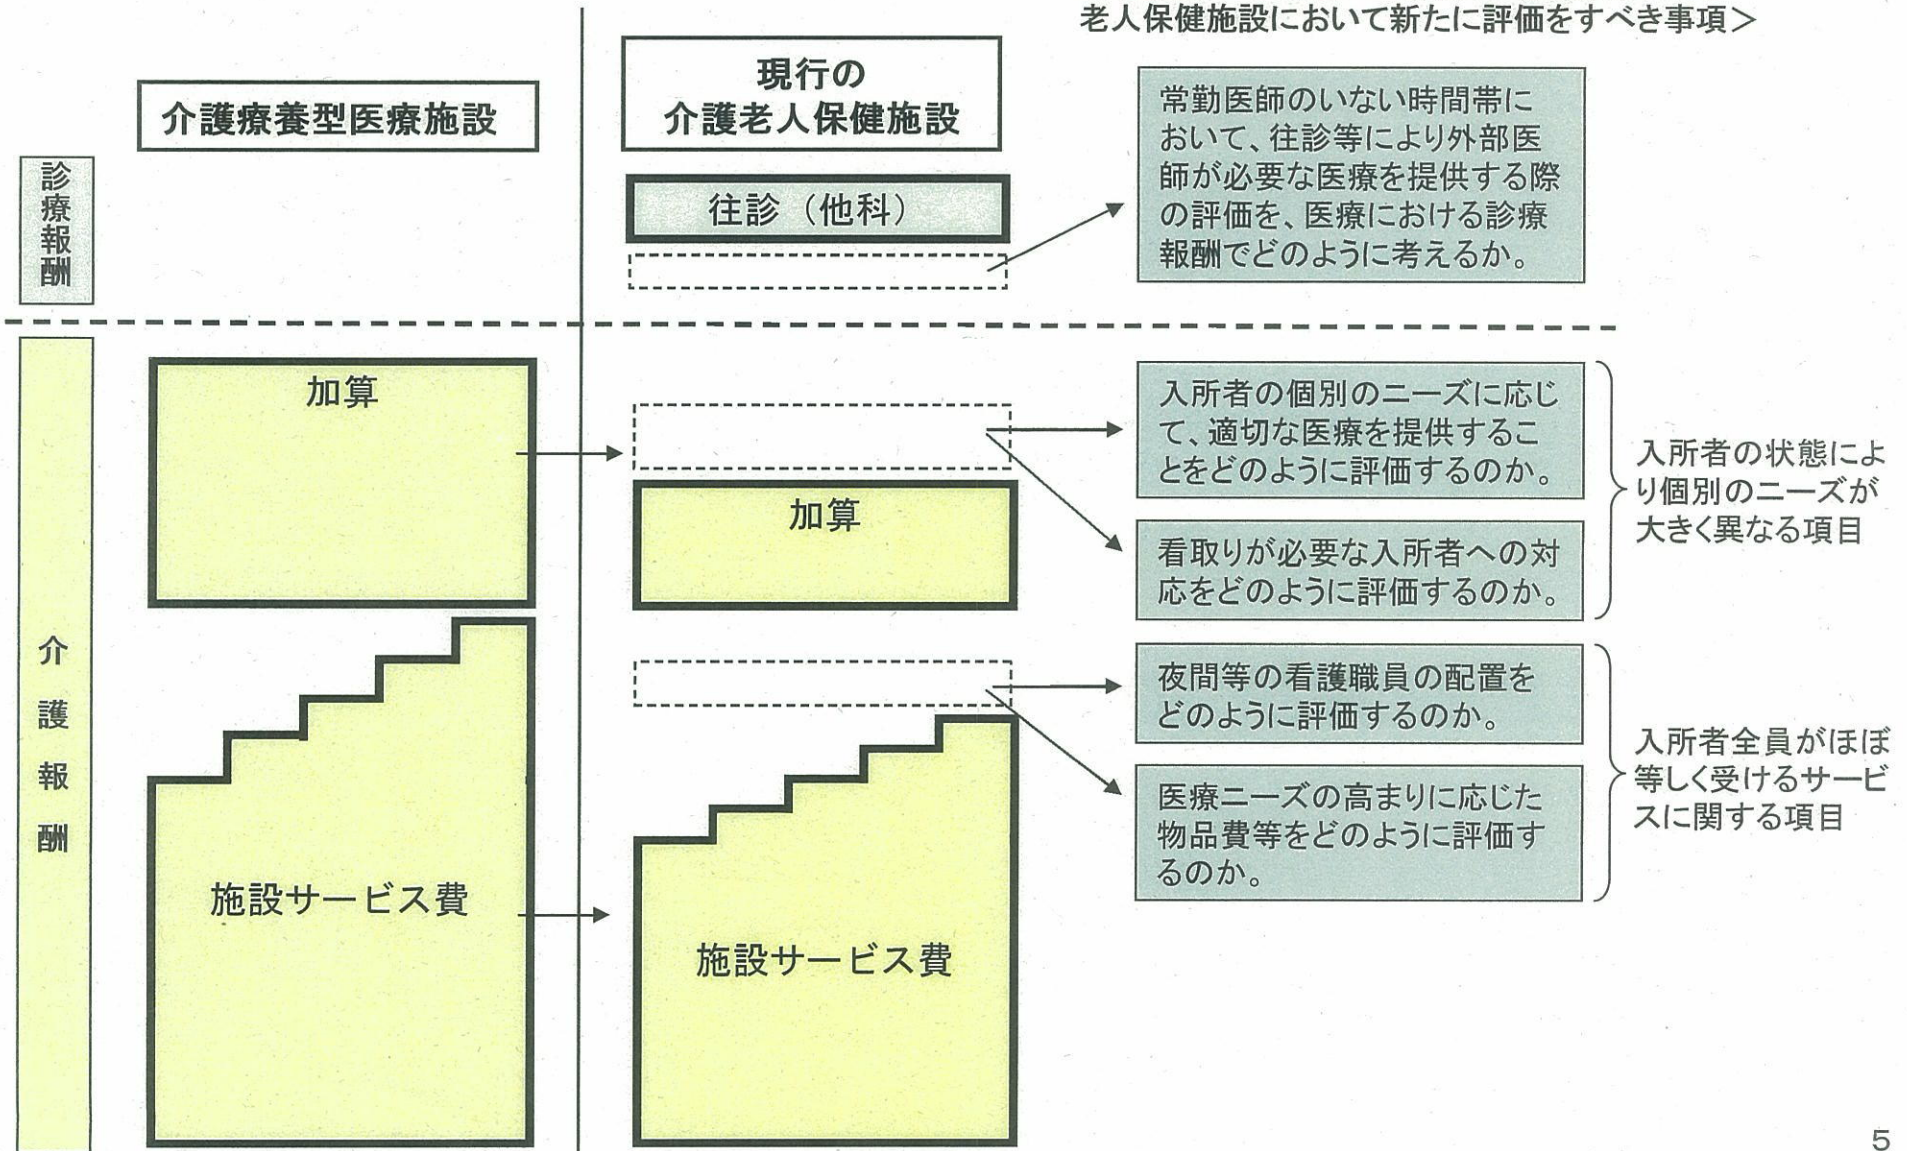 老人保健施設において新たに評価をすべき事項＞
介護療養型医療施設
現行の
介護老人保健施設
診療報酬
往診（他科）
常勤医師のいない時間帯に
おいて、往診等により外部医
師が必要な医療を提供する際
の評価を、医療における診療
報酬でどのように考えるか。
介護報酬
加算
加算
入所者の個別のニーズに応じ
て、適切な医療を提供するこ
とをどのように評価するのか。
看取りが必要な入所者への対
応をどのように評価するのか。
入所者の状態によ
り個別のニーズが
大きく異なる項目
施設サービス費
施設サービス費
夜間等の看護職員の配置を
どのように評価するのか。
医療ニーズの高まりに応じた
物品費等をどのように評価す
るのか。
入所者全員がほぼ
等しく受けるサービ
スに関する項目
5